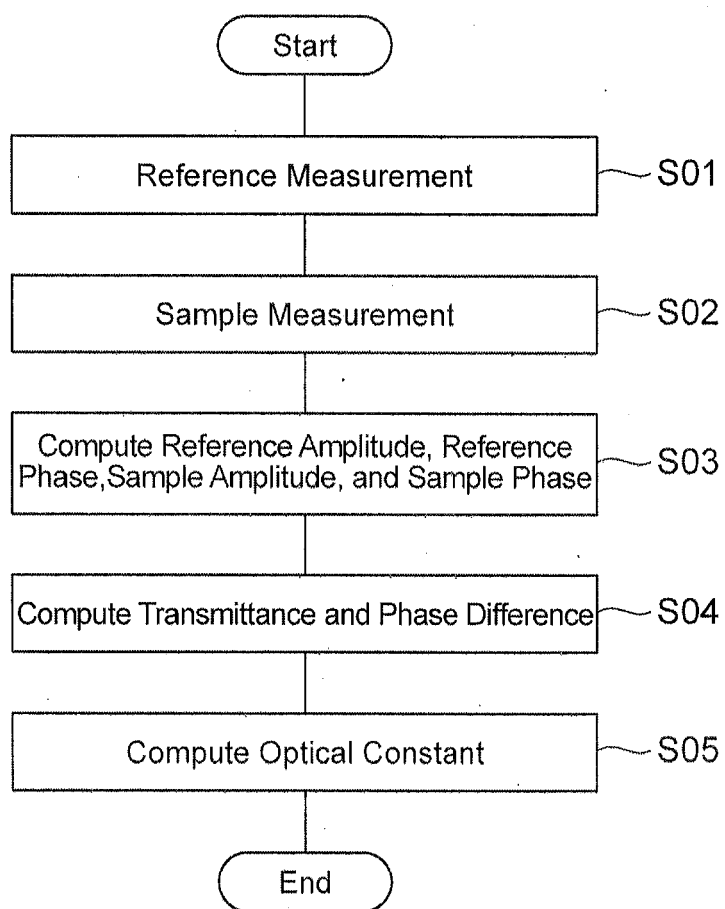 Start
Reference Measurement
S01
Sample Measurement
S02
Compute Reference Amplitude, Reference
Phase,Sample Amplitude, and Sample Phase
S03
Compute Transmittance and Phase Difference
S04
Compute Optical Constant
S05
End